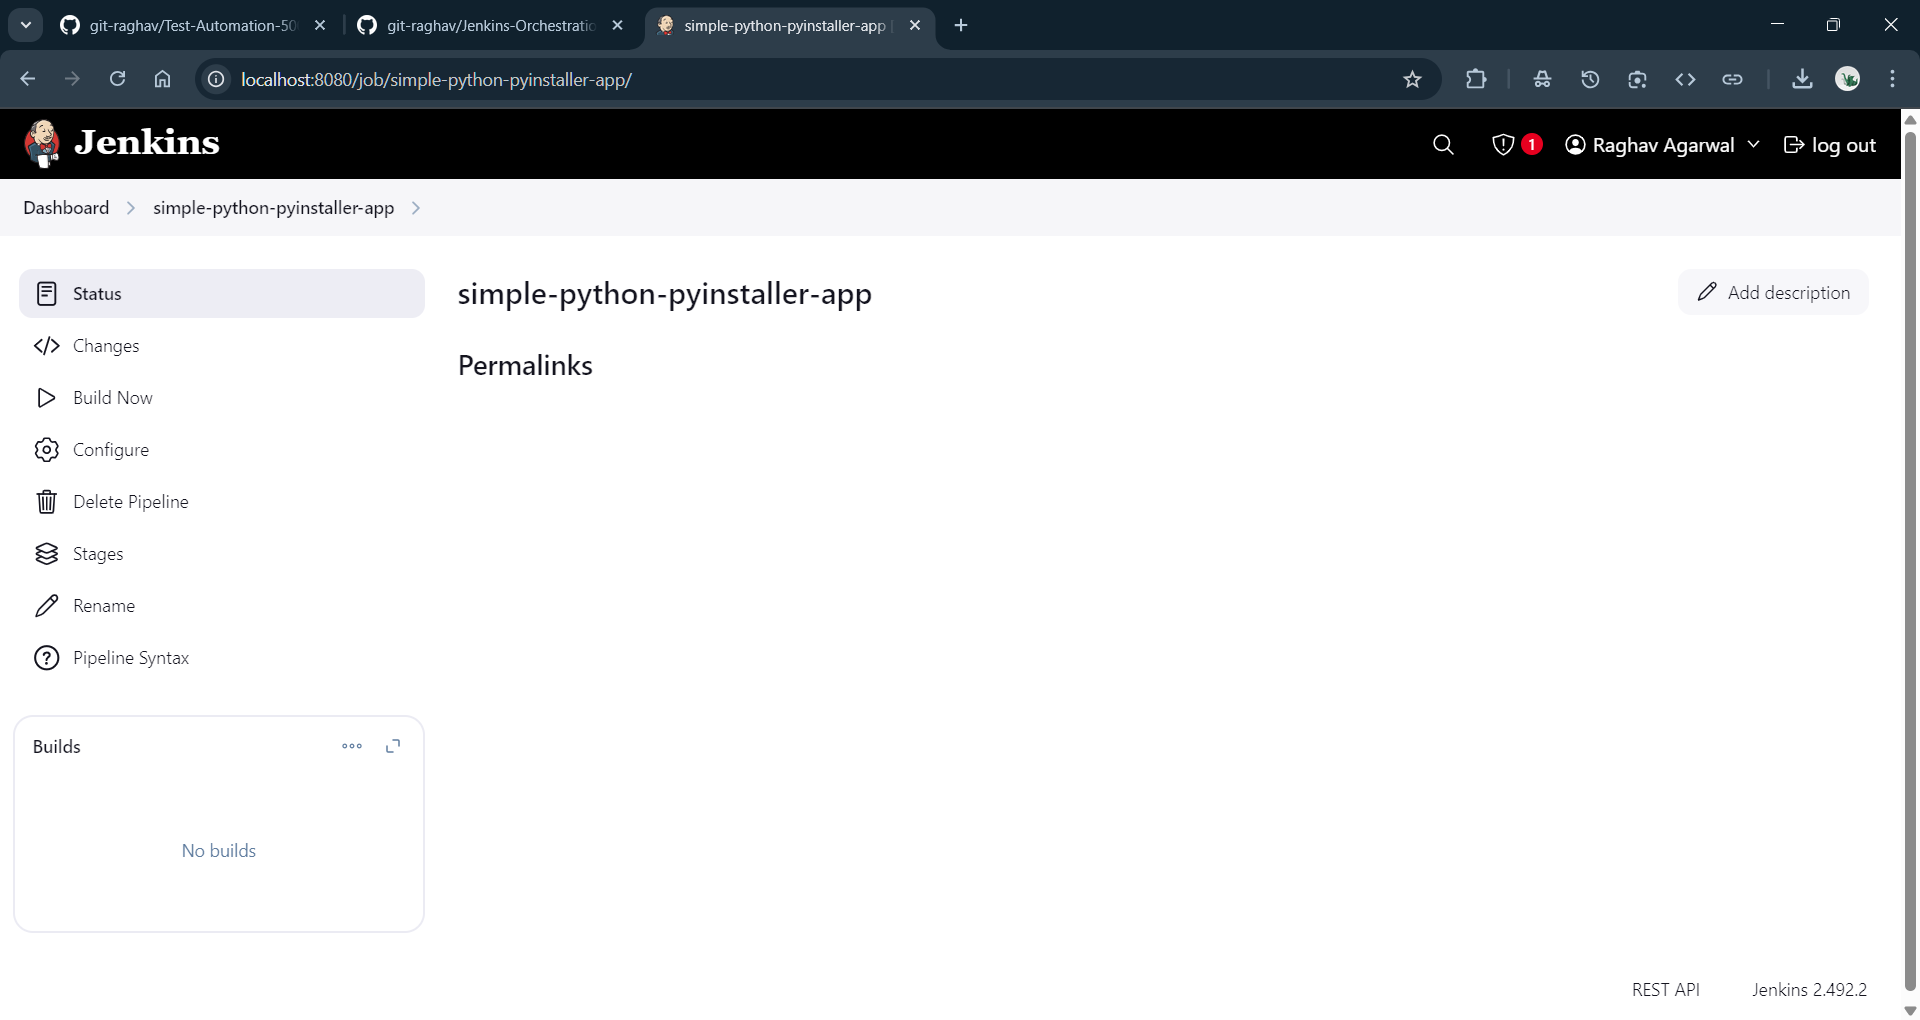 git-raghav/Test-Automation-50
git-raghav/Jenkins-Orchestratio
simple-python-pyinstaller-app
localhost:8080/job/simple-python-pyinstaller-app/
Jenkins
1
Raghav Agarwal
log out
Dashboard
simple-python-pyinstaller-app
Status
simple-python-pyinstaller-app
Add description
Changes
Permalinks
Build Now
Configure
Delete Pipeline
Stages
Rename
Pipeline Syntax
Builds
No builds
REST API
Jenkins 2.492.2